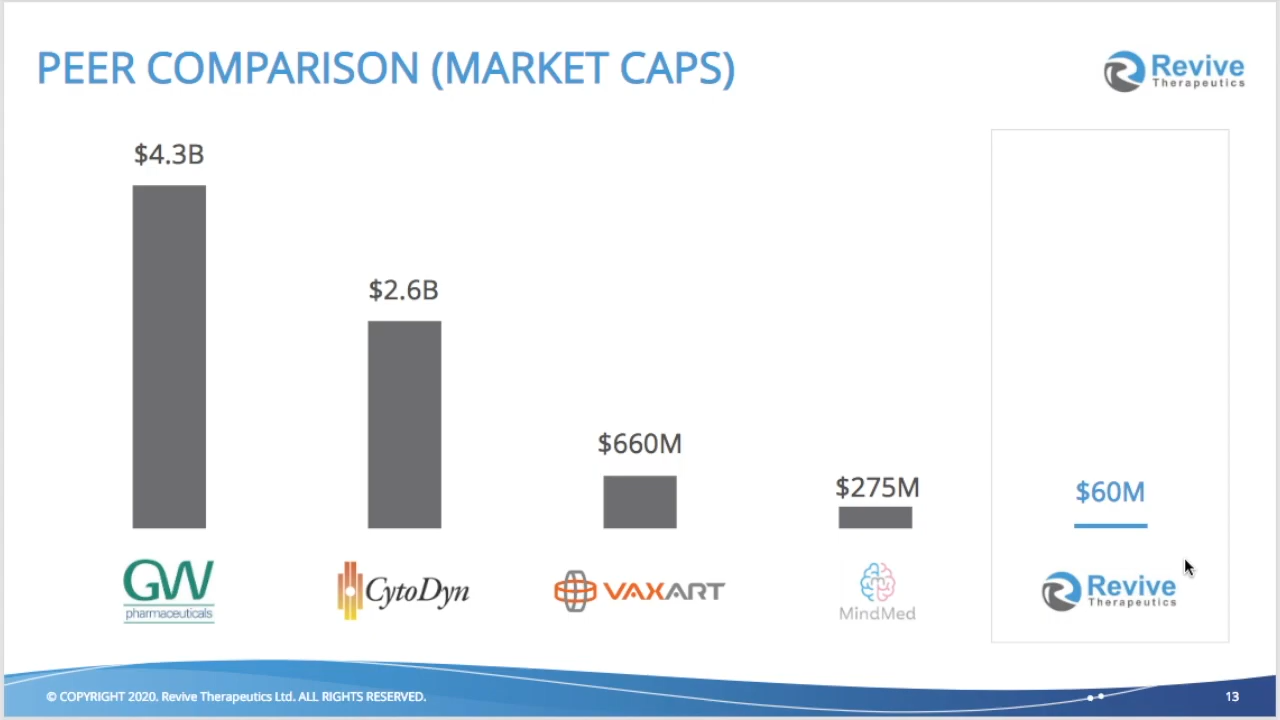 PEER COMPARISON (MARKET CAPS)
Revive
Therapeutics
$4.3B
$2.6B
$660M
$275M
$60M
GW
pharmaceuticals
CytoDyn
VAXART
MindMed
Revive
Therapeutics
© COPYRIGHT 2020. Revive Therapeutics Ltd. ALL RIGHTS RESERVED.
13